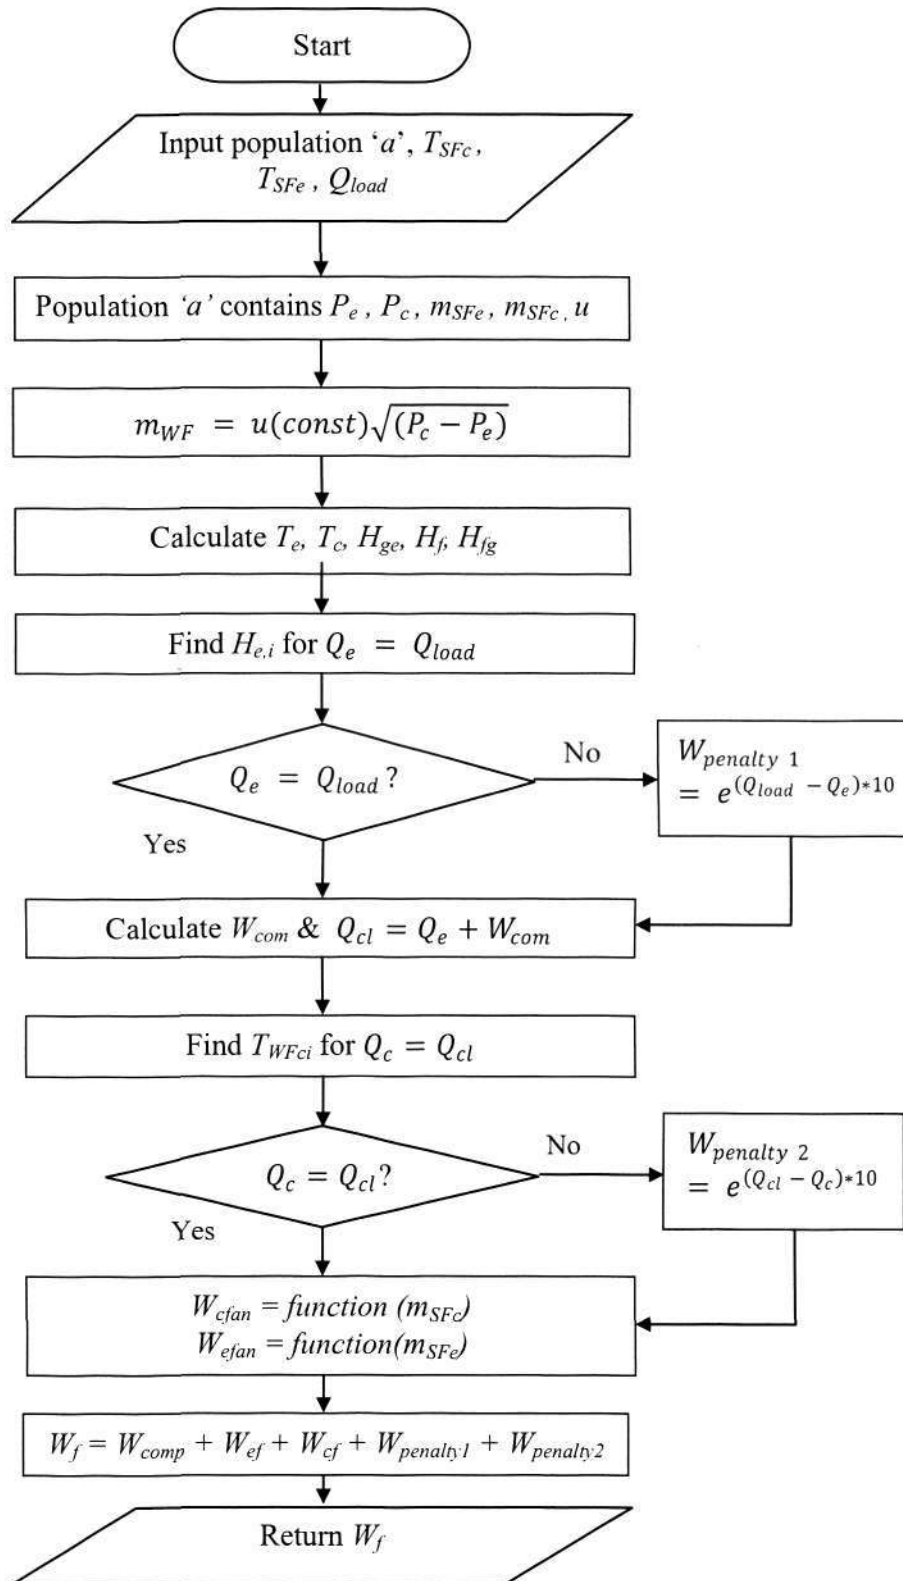 Start
Input population ‘a’, T_SFc,
T_SFe, Q_load
Population ‘a’ contains P_e, P_c, m_SFe, m_SFc, u
m_WF = u(const)√(P_c − P_e)
Calculate T_e, T_c, H_ge, H_f, H_fg
Find H_e,i for Q_e = Q_load
Q_e = Q_load?
No
W_penalty 1
= e^(Q_load − Q_e)*10
Yes
Calculate W_com & Q_cl = Q_e + W_com
Find T_WFci for Q_c = Q_cl
Q_c = Q_cl?
No
W_penalty 2
= e^(Q_cl − Q_c)*10
Yes
W_cfan = function (m_SFc)
W_efan = function(m_SFe)
W_f = W_comp + W_ef + W_cf + W_penalty1 + W_penalty2
Return W_f